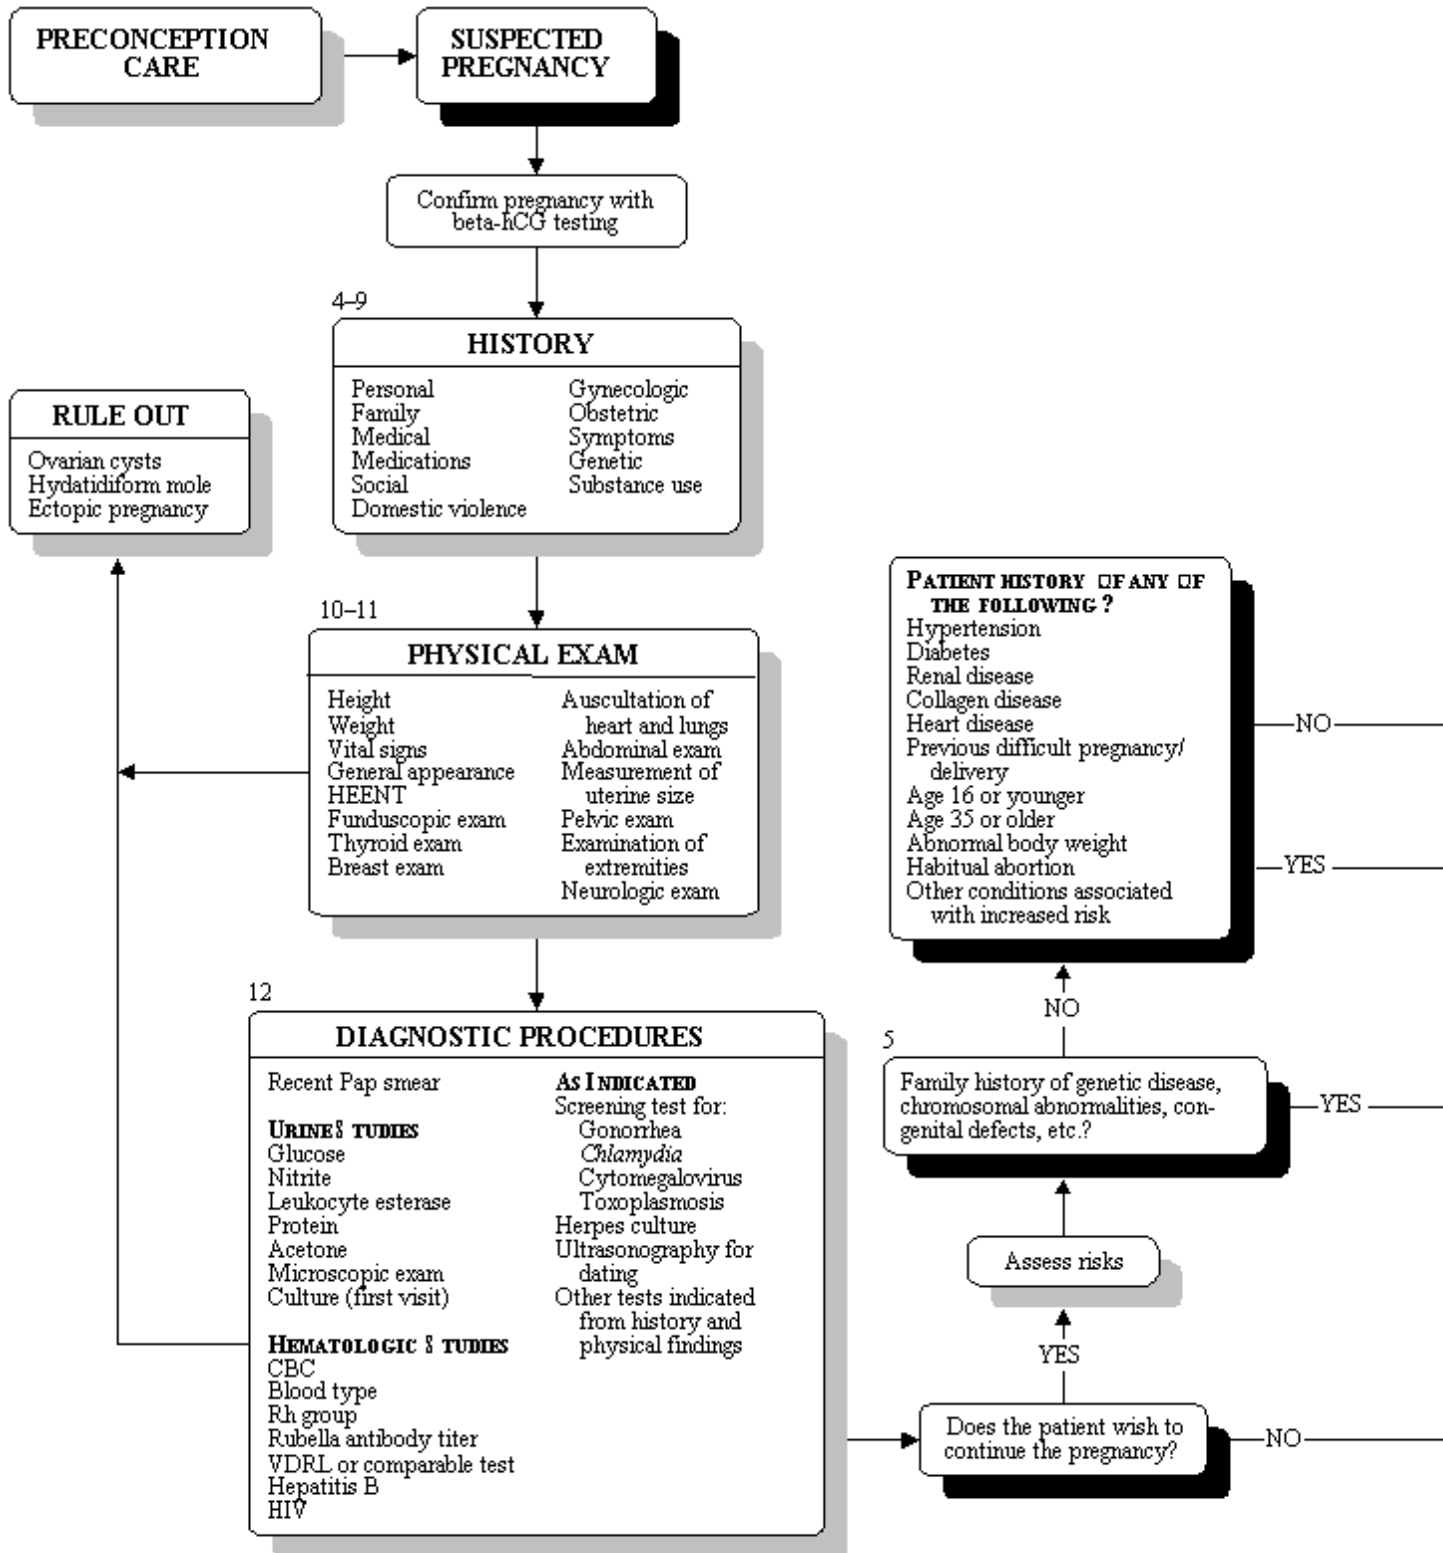 PRECONCEPTION
CARE
SUSPECTED
PREGNANCY
Confirm pregnancy with
beta-hCG testing
4–9
HISTORY
Personal
Family
Medical
Medications
Social
Domestic violence
Gynecologic
Obstetric
Symptoms
Genetic
Substance use
RULE OUT
Ovarian cysts
Hydatidiform mole
Ectopic pregnancy
10–11
PHYSICAL EXAM
Height
Weight
Vital signs
General appearance
HEENT
Funduscopic exam
Thyroid exam
Breast exam
Auscultation of
heart and lungs
Abdominal exam
Measurement of
uterine size
Pelvic exam
Examination of
extremities
Neurologic exam
12
DIAGNOSTIC PROCEDURES
Recent Pap smear
URINE8 TUDIES
Glucose
Nitrite
Leukocyte esterase
Protein
Acetone
Microscopic exam
Culture (first visit)
HEMATOLOGIC 8 TUDIES
CBC
Blood type
Rh group
Rubella antibody titer
VDRL or comparable test
Hepatitis B
HIV
AS INDICATED
Screening test for:
Gonorrhea
Chlamydia
Cytomegalovirus
Toxoplasmosis
Herpes culture
Ultrasonography for
dating
Other tests indicated
from history and
physical findings
Does the patient wish to
continue the pregnancy?
NO
YES
Assess risks
5
Family history of genetic disease,
chromosomal abnormalities, con-
genital defects, etc.?
YES
NO
PATIENT HISTORY □F ANY □F
THE FOLLOWING ?
Hypertension
Diabetes
Renal disease
Collagen disease
Heart disease
Previous difficult pregnancy/
delivery
Age 16 or younger
Age 35 or older
Abnormal body weight
Habitual abortion
Other conditions associated
with increased risk
NO
YES